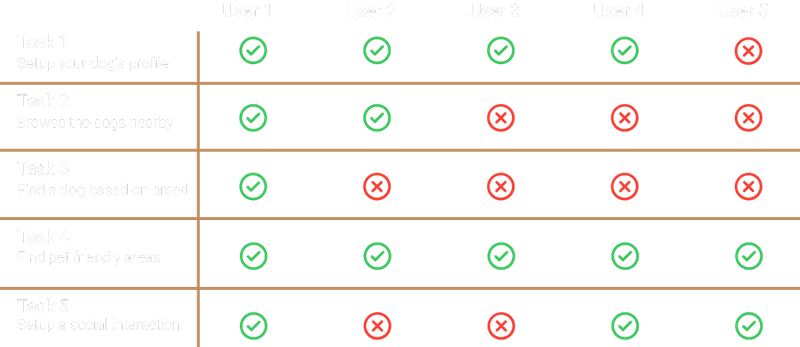 User 1 User 2 User 3 User 4 User 5
Task 1
Setup your dog's profile
Task 2
Browse the dogs nearby
Task 3
Find a dog based on breed
Task 4
Find pet friendly areas
Task 5
Setup a social interaction